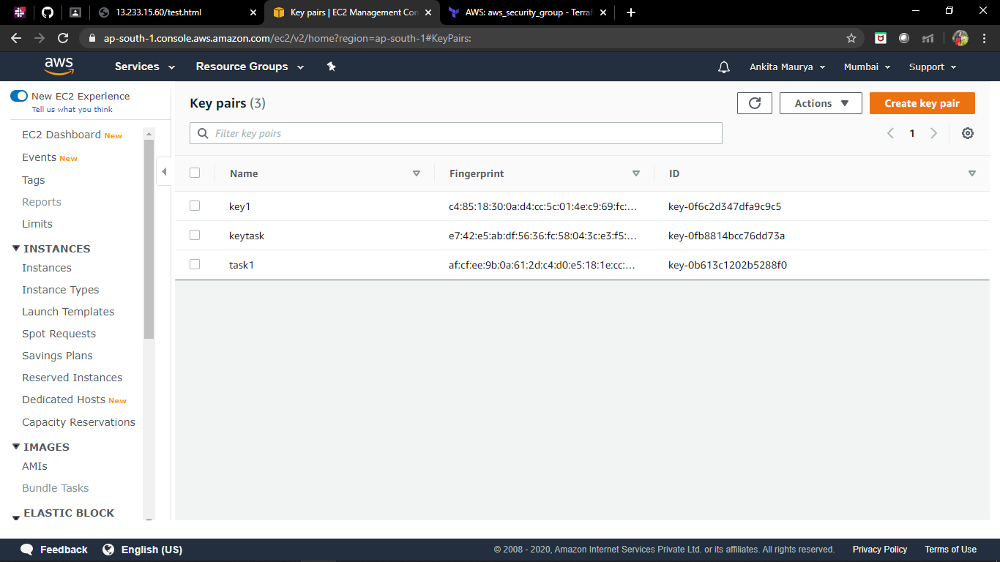 13.233.15.60/test.html
Key pairs | EC2 Management Con
AWS: aws_security_group - Terraf
ap-south-1.console.aws.amazon.com/ec2/v2/home?region=ap-south-1#KeyPairs:
aws Services Resource Groups Ankita Maurya Mumbai Support
New EC2 Experience
Tell us what you think
EC2 Dashboard New
Events New
Tags
Reports
Limits
INSTANCES
Instances
Instance Types
Launch Templates
Spot Requests
Savings Plans
Reserved Instances
Dedicated Hosts New
Capacity Reservations
IMAGES
AMIs
Bundle Tasks
ELASTIC BLOCK
Key pairs (3)
Actions
Create key pair
Filter key pairs
1
Name Fingerprint ID
key1 c4:85:18:30:0a:d4:cc:5c:01:4e:c9:69:fc:... key-0f6c2d347dfa9c9c5
keytask e7:42:e5:ab:df:56:36:fc:58:04:3c:e3:f5:... key-0fb8814bcc76dd73a
task1 af:cf:ee:9b:0a:61:2d:c4:d0:e5:18:1e:cc:... key-0b613c1202b5288f0
Feedback English (US) © 2008 - 2020, Amazon Internet Services Private Ltd. or its affiliates. All rights reserved. Privacy Policy Terms of Use